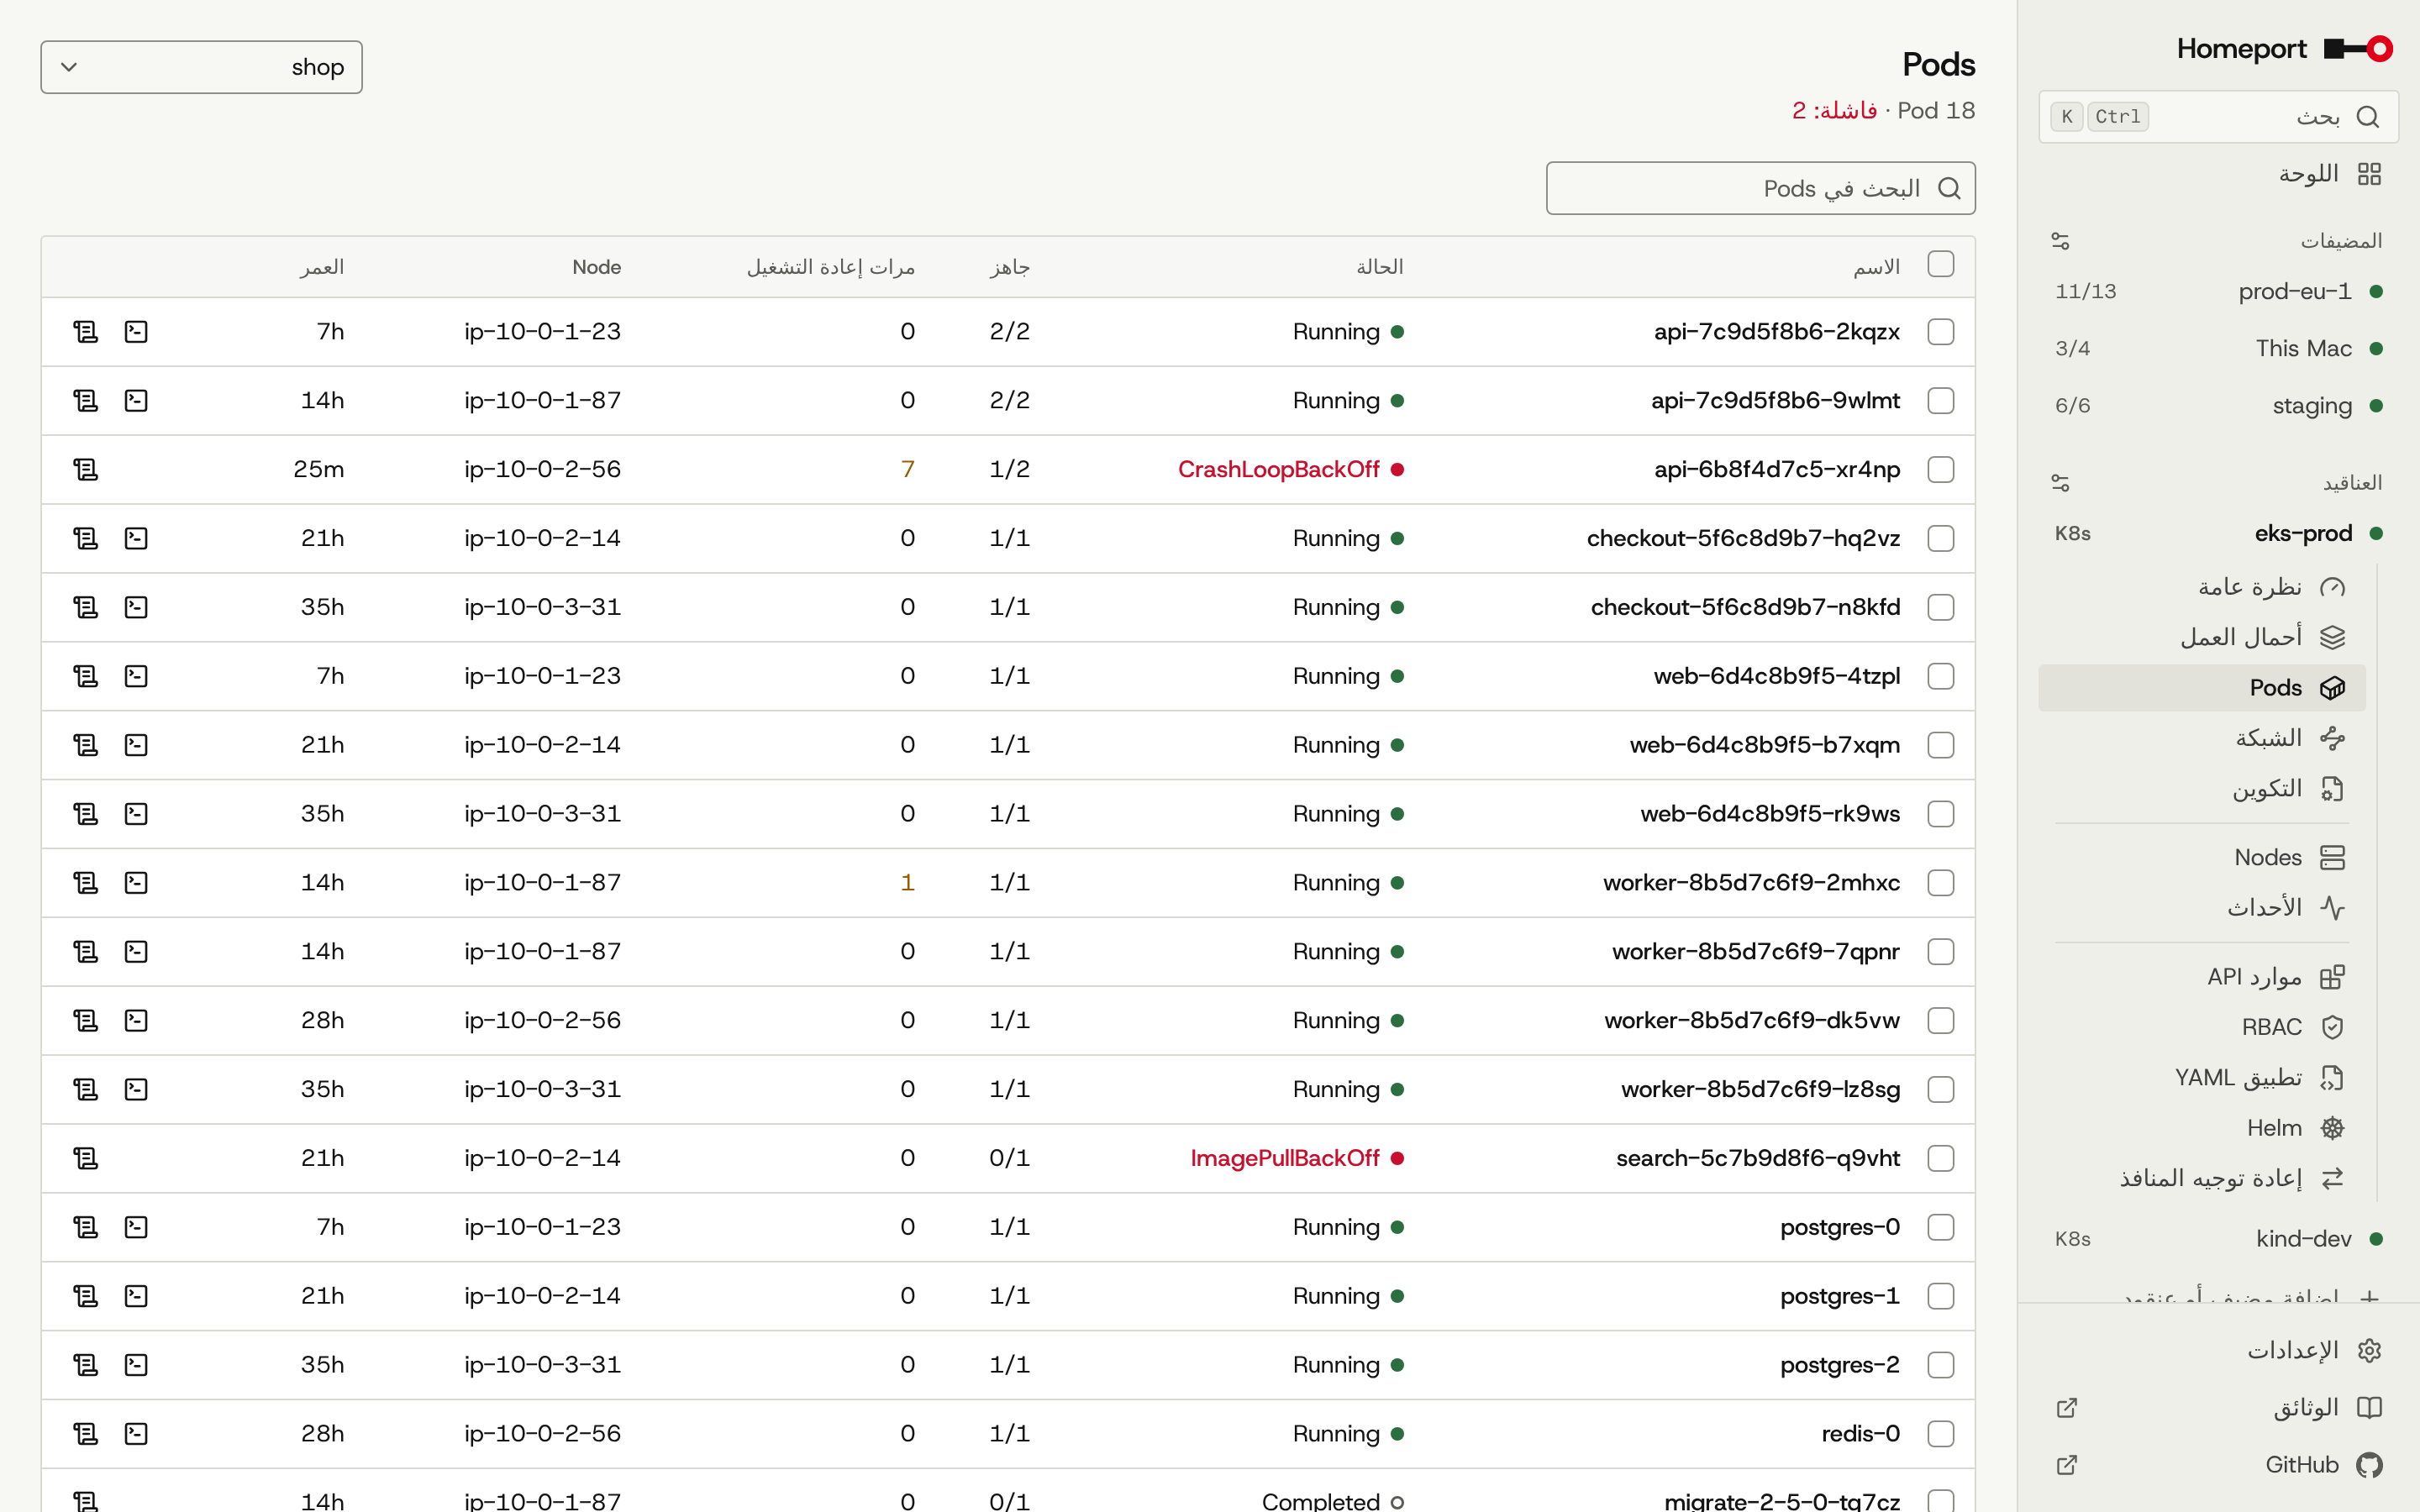 Homeport
بحث Ctrl K
اللوحة
المضيفات
prod-eu-1 11/13
This Mac 3/4
staging 6/6
العناقيد
eks-prod K8s
نظرة عامة
أحمال العمل
Pods
الشبكة
التكوين
Nodes
الأحداث
موارد API
RBAC
تطبيق YAML
Helm
إعادة توجيه المنافذ
kind-dev K8s
إضافة مضيف أو عنقود
الإعدادات
الوثائق
GitHub
Pods
18 Pod · فاشلة: 2
shop
البحث في Pods
الاسم الحالة جاهز مرات إعادة التشغيل Node العمر
api-7c9d5f8b6-2kqzx Running 2/2 0 ip-10-0-1-23 7h
api-7c9d5f8b6-9wlmt Running 2/2 0 ip-10-0-1-87 14h
api-6b8f4d7c5-xr4np CrashLoopBackOff 1/2 7 ip-10-0-2-56 25m
checkout-5f6c8d9b7-hq2vz Running 1/1 0 ip-10-0-2-14 21h
checkout-5f6c8d9b7-n8kfd Running 1/1 0 ip-10-0-3-31 35h
web-6d4c8b9f5-4tzpl Running 1/1 0 ip-10-0-1-23 7h
web-6d4c8b9f5-b7xqm Running 1/1 0 ip-10-0-2-14 21h
web-6d4c8b9f5-rk9ws Running 1/1 0 ip-10-0-3-31 35h
worker-8b5d7c6f9-2mhxc Running 1/1 1 ip-10-0-1-87 14h
worker-8b5d7c6f9-7qpnr Running 1/1 0 ip-10-0-1-87 14h
worker-8b5d7c6f9-dk5vw Running 1/1 0 ip-10-0-2-56 28h
worker-8b5d7c6f9-lz8sg Running 1/1 0 ip-10-0-3-31 35h
search-5c7b9d8f6-q9vht ImagePullBackOff 0/1 0 ip-10-0-2-14 21h
postgres-0 Running 1/1 0 ip-10-0-1-23 7h
postgres-1 Running 1/1 0 ip-10-0-2-14 21h
postgres-2 Running 1/1 0 ip-10-0-3-31 35h
redis-0 Running 1/1 0 ip-10-0-2-56 28h
migrate-2-5-0-tq7cz Completed 0/1 0 ip-10-0-1-87 14h